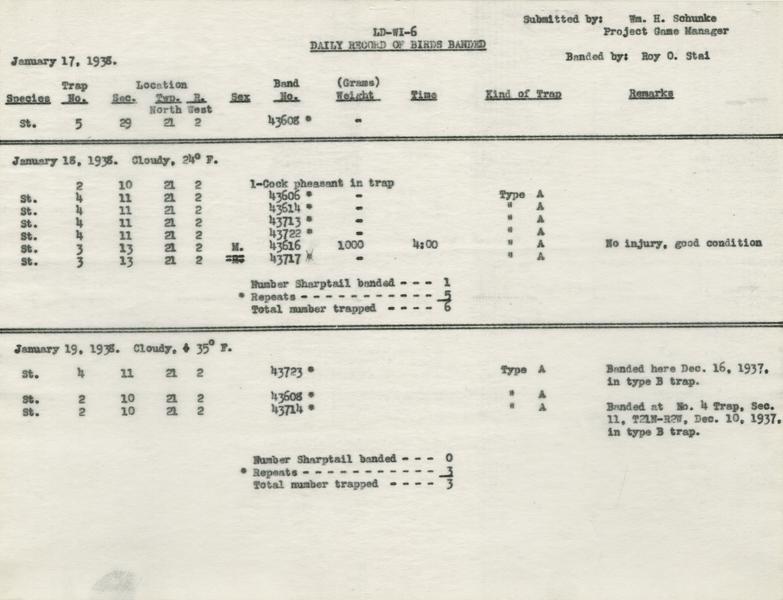 Submitted by: Wm. H. Schunke
Project Game Manager
LD-WI-6
DAILY RECORD OF BIRDS BANDED
Banded by: Roy O. Stai
January 17, 1938.
Species Trap No. Location Sec. Twp. North R. West Sex Band No. (Grams) Weight Time Kind of Trap Remarks
St. 5 29 21 2 43608 * -
January 18, 1938. Cloudy, 24° F.
2 10 21 2 1-Cock pheasant in trap
St. 4 11 21 2 43606 * - Type A
St. 4 11 21 2 43614 * - " A
St. 4 11 21 2 43713 * - " A
St. 4 11 21 2 43722 * - " A
St. 3 13 21 2 M. 43616 1000 4:00 " A No injury, good condition
St. 3 13 21 2 43717 * - " A
Number Sharptail banded - - - 1
* Repeats - - - - - - - - - - - 5
Total number trapped - - - - 6
January 19, 1938. Cloudy, 35° F.
St. 4 11 21 2 43723 * Type A Banded here Dec. 16, 1937,
in type B trap.
St. 2 10 21 2 43608 * " A
St. 2 10 21 2 43714 * " A Banded at No. 4 Trap, Sec.
11, T21N-R2W, Dec. 10, 1937,
in type B trap.
Number Sharptail banded - - - 0
* Repeats - - - - - - - - - - - 3
Total number trapped - - - - 3